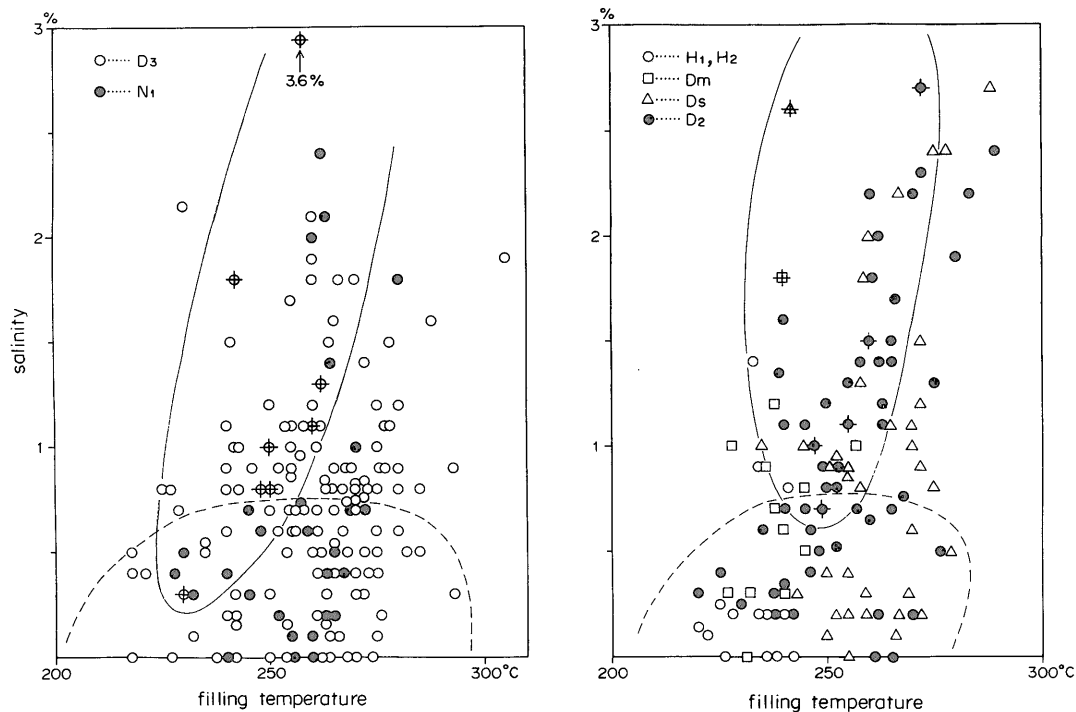 %
3
○····· D3
●····· N1
3.6%
2
salinity
1
200
250
300°C
filling temperature
%
3
○····· H1, H2
□····· Dm
△····· Ds
●····· D2
2
1
200
250
300°C
filling temperature